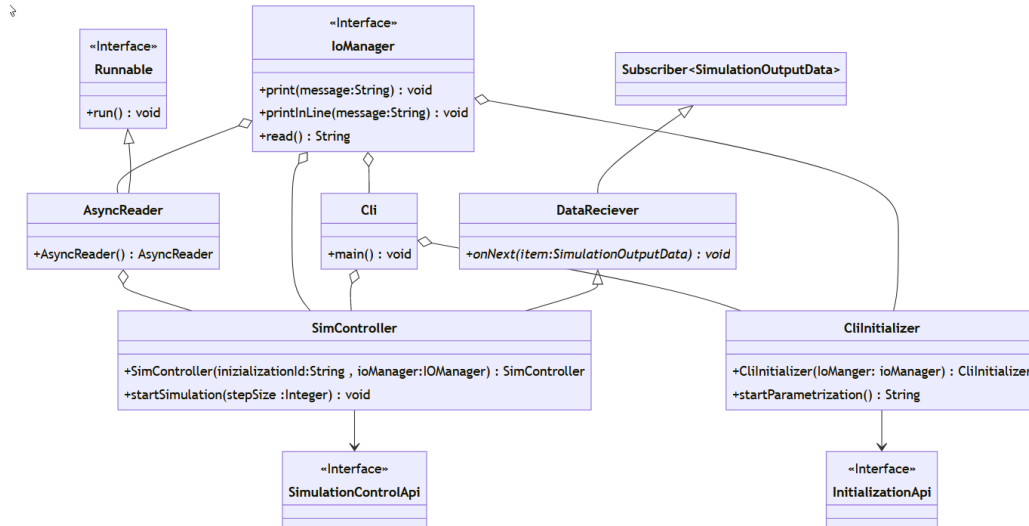 «Interface»
Runnable
+run() : void
«Interface»
IoManager
+print(message:String) : void
+printInLine(message:String) : void
+read() : String
Subscriber<SimulationOutputData>
AsyncReader
+AsyncReader() : AsyncReader
Cli
+main() : void
DataReciever
+onNext(item:SimulationOutputData) : void
SimController
+SimController(inizializationId:String , ioManager:IOManager) : SimController
+startSimulation(stepSize :Integer) : void
CliInitializer
+CliInitializer(IoManger: ioManager) : CliInitializer
+startParametrization() : String
«Interface»
SimulationControlApi
«Interface»
InitializationApi